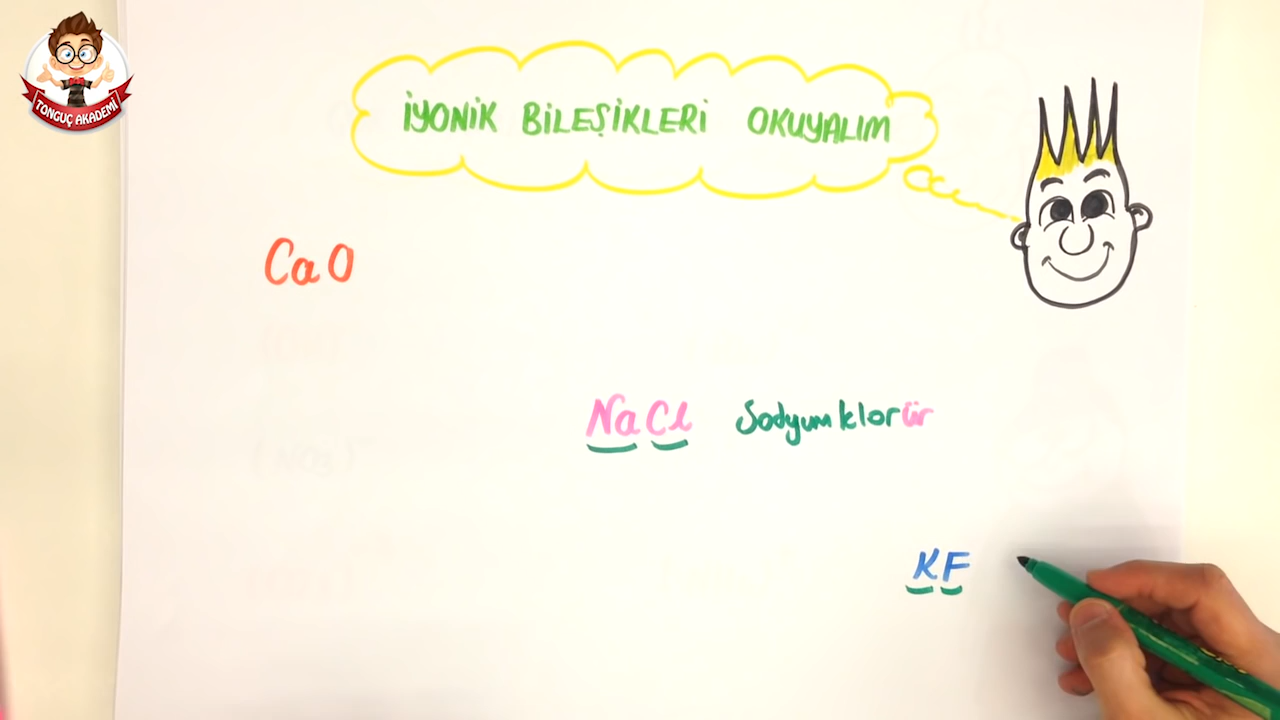 TONGUÇ AKADEMİ
İYONİK BİLEŞİKLERİ OKUYALIM
CaO
NaCl Sodyum klorür
KF